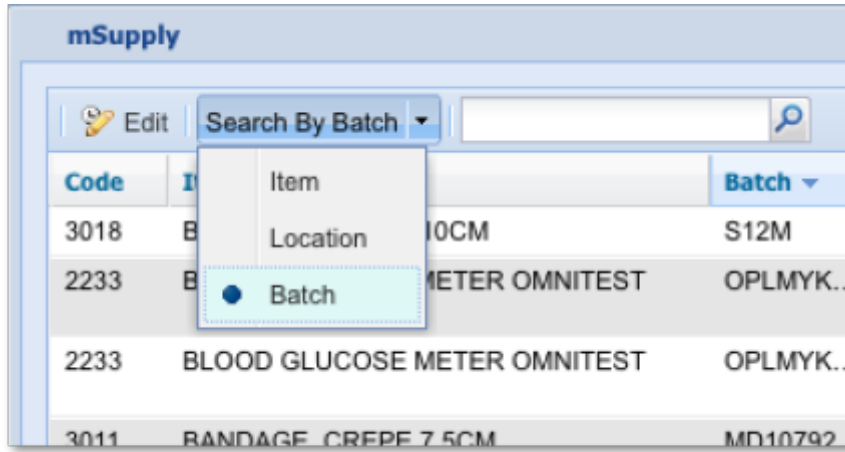 mSupply
Edit Search By Batch
Code Batch
Item
3018 10CM S12M
Location
2233 METER OMNITEST OPLMYK..
Batch
2233 BLOOD GLUCOSE METER OMNITEST OPLMYK..
3011 BANDAGE CREPE 7.5CM MD10792